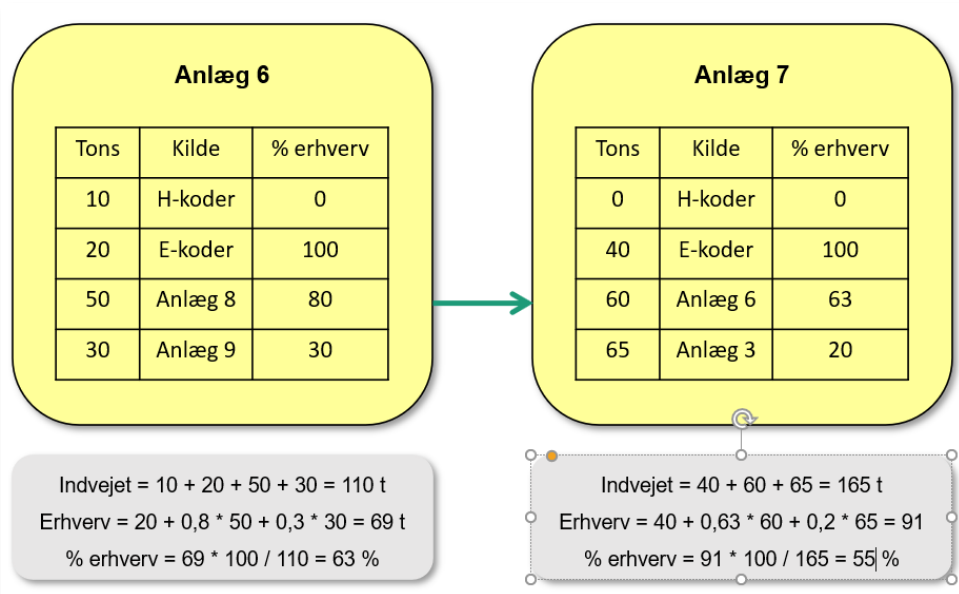 Anlæg 6
Tons Kilde % erhverv
10 H-koder 0
20 E-koder 100
50 Anlæg 8 80
30 Anlæg 9 30
Indvejet = 10 + 20 + 50 + 30 = 110 t
Erhverv = 20 + 0,8 * 50 + 0,3 * 30 = 69 t
% erhverv = 69 * 100 / 110 = 63 %
Anlæg 7
Tons Kilde % erhverv
0 H-koder 0
40 E-koder 100
60 Anlæg 6 63
65 Anlæg 3 20
Indvejet = 40 + 60 + 65 = 165 t
Erhverv = 40 + 0,63 * 60 + 0,2 * 65 = 91
% erhverv = 91 * 100 / 165 = 55 %